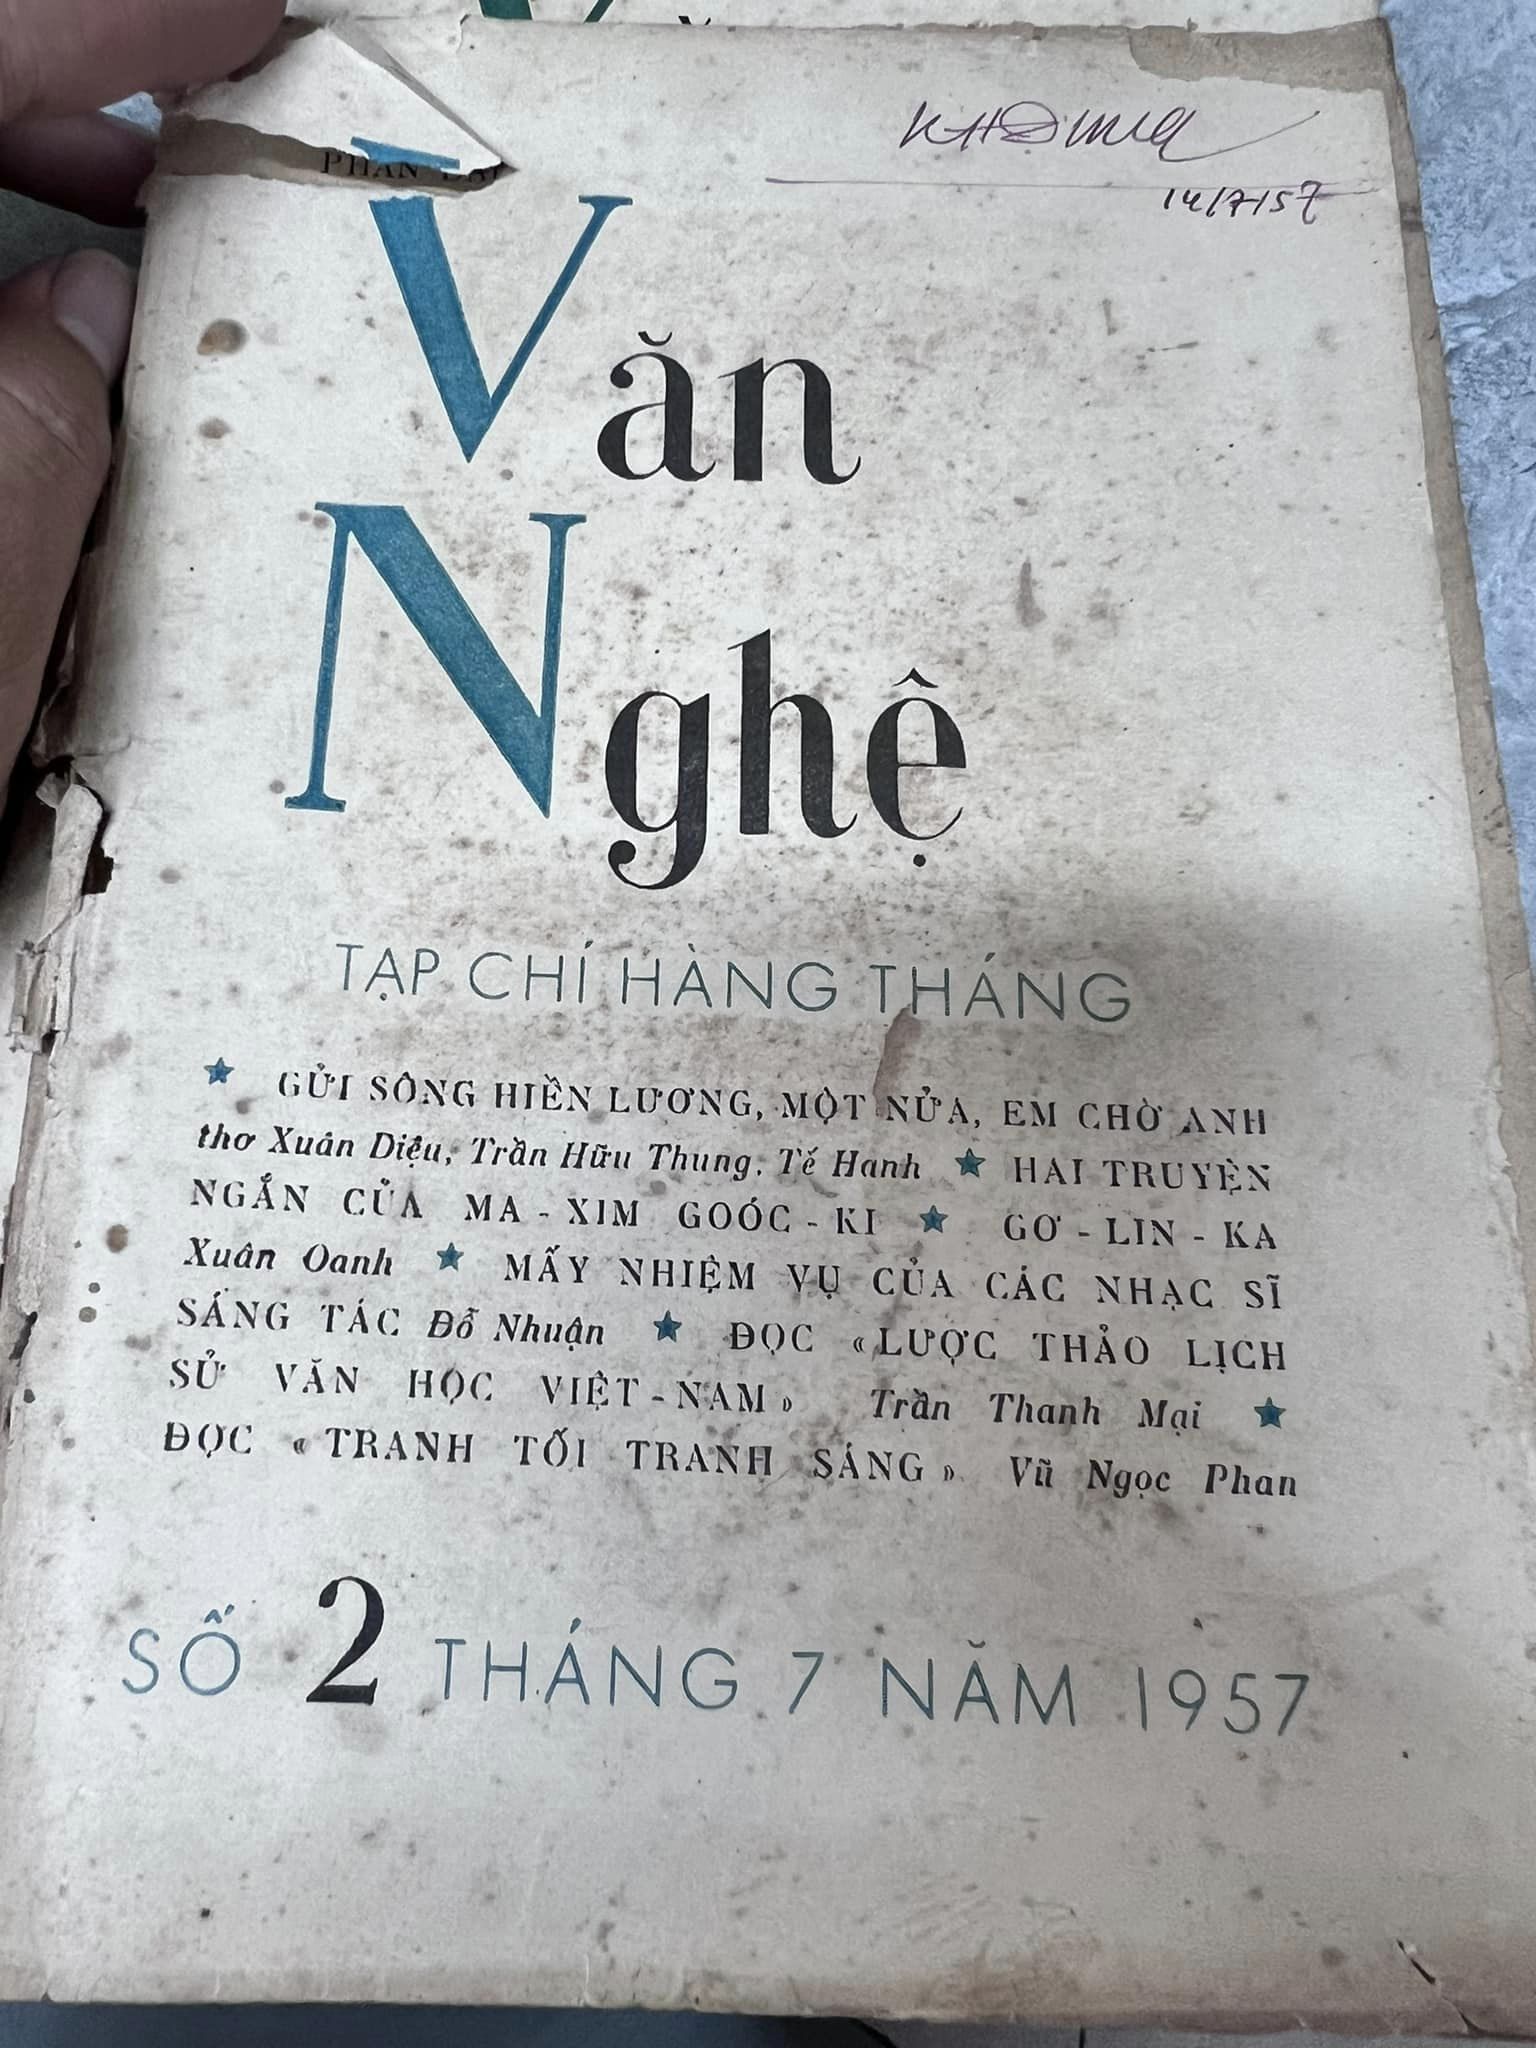 14/7/57
Văn
Nghệ
TẠP CHÍ HÀNG THÁNG
GỬI SÔNG HIỀN LƯƠNG, MỘT NỬA, EM CHỜ ANH
thơ Xuân Diệu, Trần Hữu Thung, Tế Hanh ★ HAI TRUYỆN
NGẮN CỦA MA - XIM GOÓC - KI ★ GƠ - LIN - KA
Xuân Oanh ★ MẤY NHIỆM VỤ CỦA CÁC NHẠC SĨ
SÁNG TÁC Đỗ Nhuận ★ ĐỌC «LƯỢC THẢO LỊCH
SỬ VĂN HỌC VIỆT-NAM» Trần Thanh Mại ★
ĐỌC «TRANH TỐI TRANH SÁNG» Vũ Ngọc Phan
SỐ 2 THÁNG 7 NĂM 1957